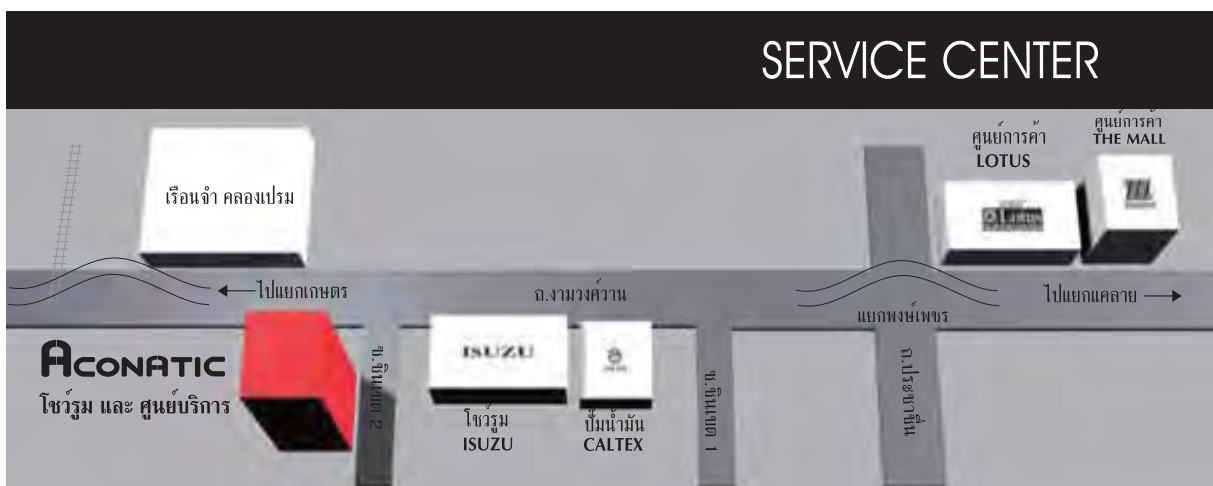 SERVICE CENTER
ศูนย์การค้า
THE MALL
ศูนย์การค้า
LOTUS
Lotus
เรือนจำ คลองเปรม
ไปแยกเกษตร
ถ.งามวงศ์วาน
ไปแยกแคลาย
แยกพงษ์เพชร
ACONATIC
โชว์รูม และ ศูนย์บริการ
ซ.ชินเขต 2
ISUZU
โชว์รูม
ISUZU
ปั๊มน้ำมัน
CALTEX
ซ.ชินเขต 1
ถ.ประชาชื่น